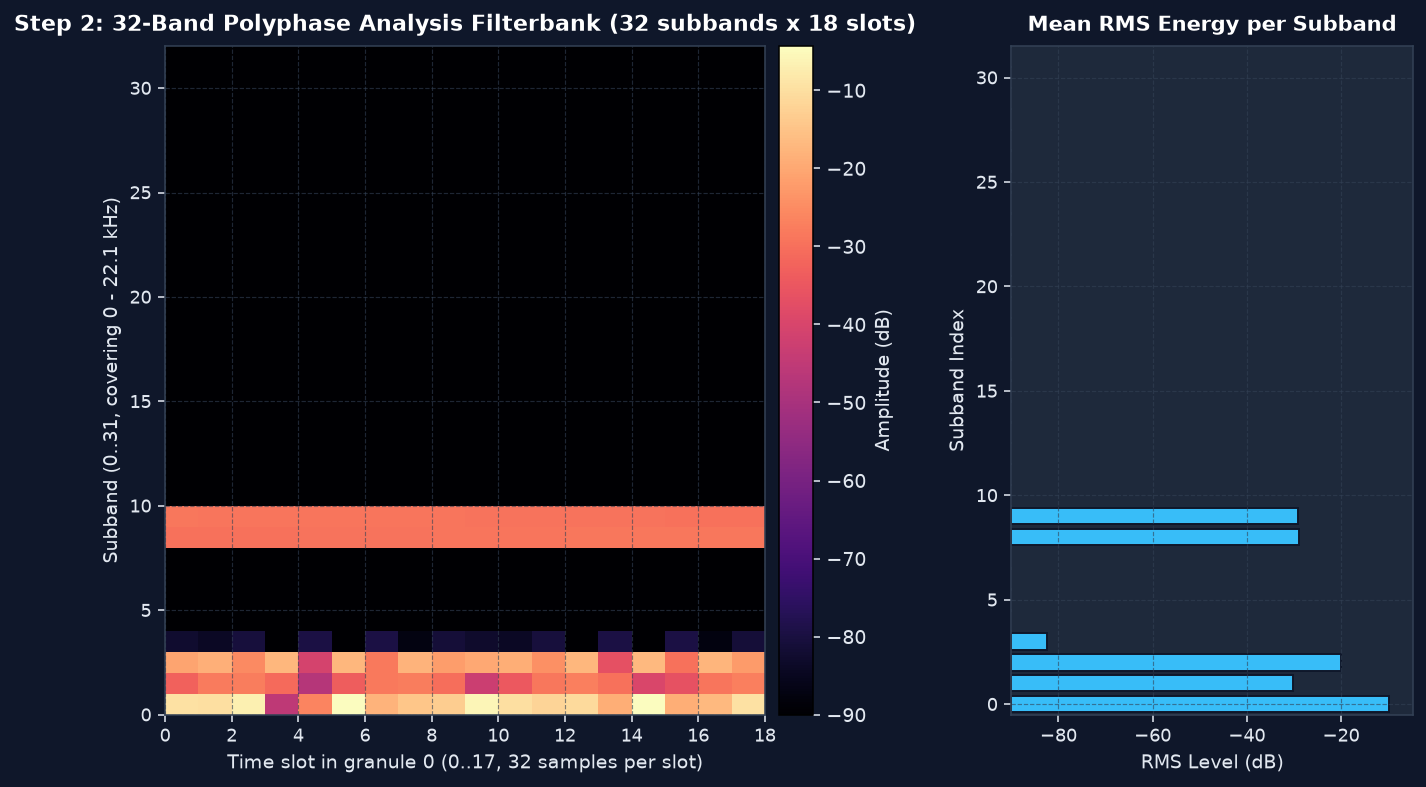 Step 2: 32-Band Polyphase Analysis Filterbank (32 subbands x 18 slots)
30
25
20
15
10
5
0
Subband (0..31, covering 0 - 22.1 kHz)
0 2 4 6 8 10 12 14 16 18
Time slot in granule 0 (0..17, 32 samples per slot)
−10
−20
−30
−40
−50
−60
−70
−80
−90
Amplitude (dB)
Mean RMS Energy per Subband
30
25
20
15
10
5
0
Subband Index
−80 −60 −40 −20
RMS Level (dB)